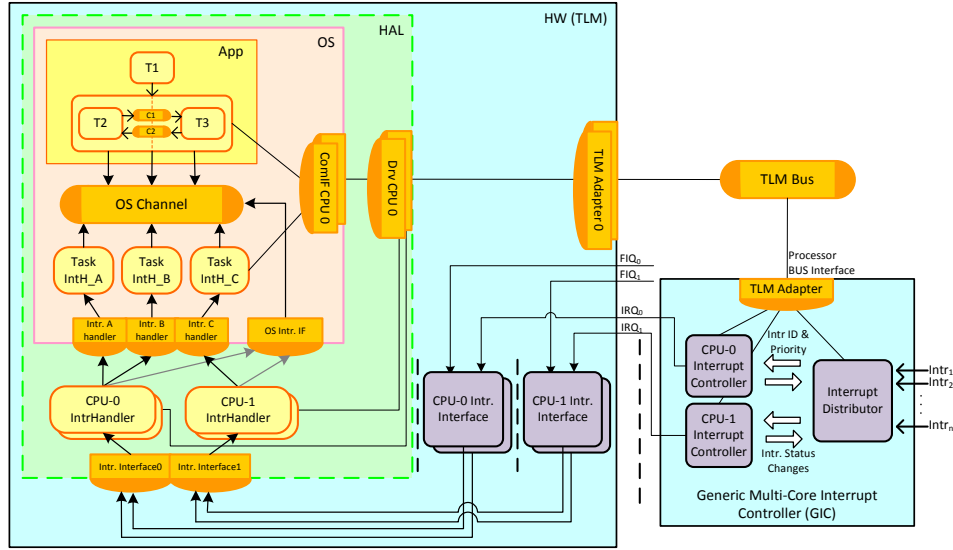 HW (TLM)
HAL
OS
App
T1
T2
C1
C2
T3
OS Channel
ComIF CPU 0
Drv CPU 0
TLM Adapter 0
TLM Bus
Task
IntH_A
Task
IntH_B
Task
IntH_C
Intr. A
handler
Intr. B
handler
Intr. C
handler
OS Intr. IF
CPU-0
IntrHandler
CPU-1
IntrHandler
Intr. Interface0
Intr. Interface1
FIQ₀
FIQ₁
IRQ₀
IRQ₁
CPU-0 Intr.
Interface
CPU-1 Intr.
Interface
Processor
BUS Interface
TLM Adapter
CPU-0
Interrupt
Controller
Intr ID &
Priority
CPU-1
Interrupt
Controller
Intr. Status
Changes
Interrupt
Distributor
Intr₁
Intr₂
.
.
Intrₙ
Generic Multi-Core Interrupt
Controller (GIC)